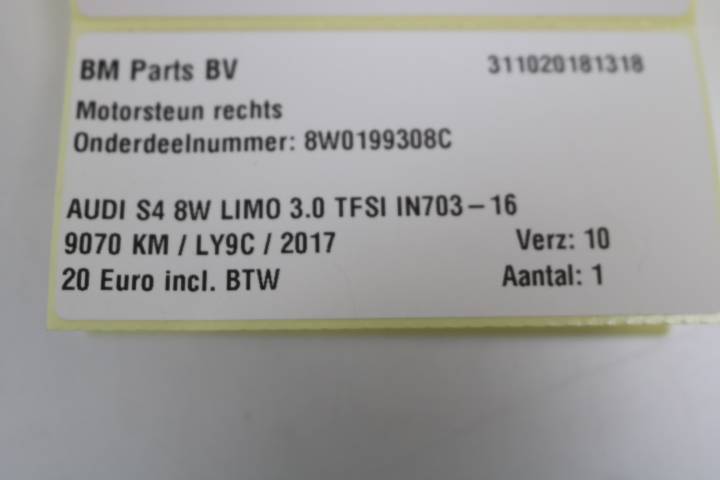 BM Parts BV 311020181318
Motorsteun rechts
Onderdeelnummer: 8W0199308C
AUDI S4 8W LIMO 3.0 TFSI IN703-16
9070 KM / LY9C / 2017 Verz: 10
20 Euro incl. BTW Aantal: 1